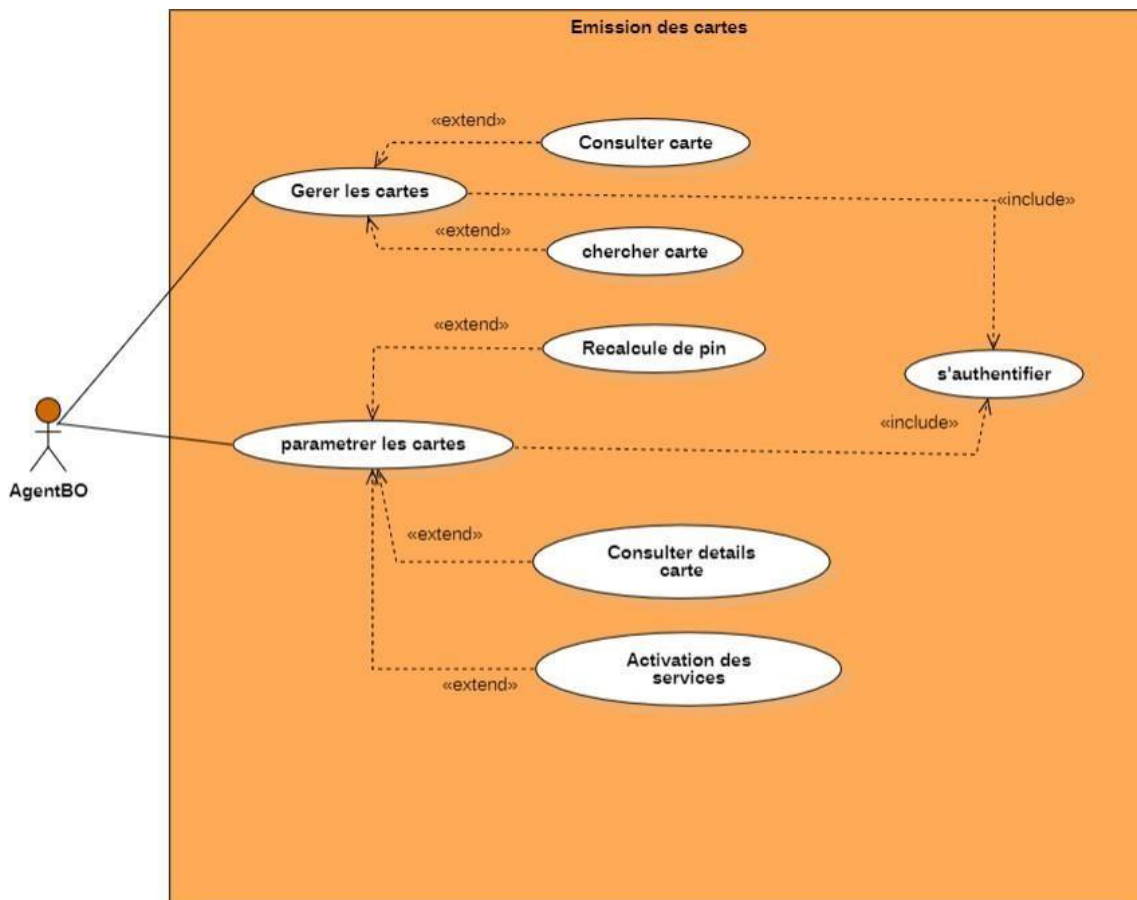 Emission des cartes
«extend»
Consulter carte
Gerer les cartes
«include»
«extend»
chercher carte
«extend»
Recalcule de pin
s'authentifier
«include»
parametrer les cartes
AgentBO
«extend»
Consulter details
carte
Activation des
services
«extend»